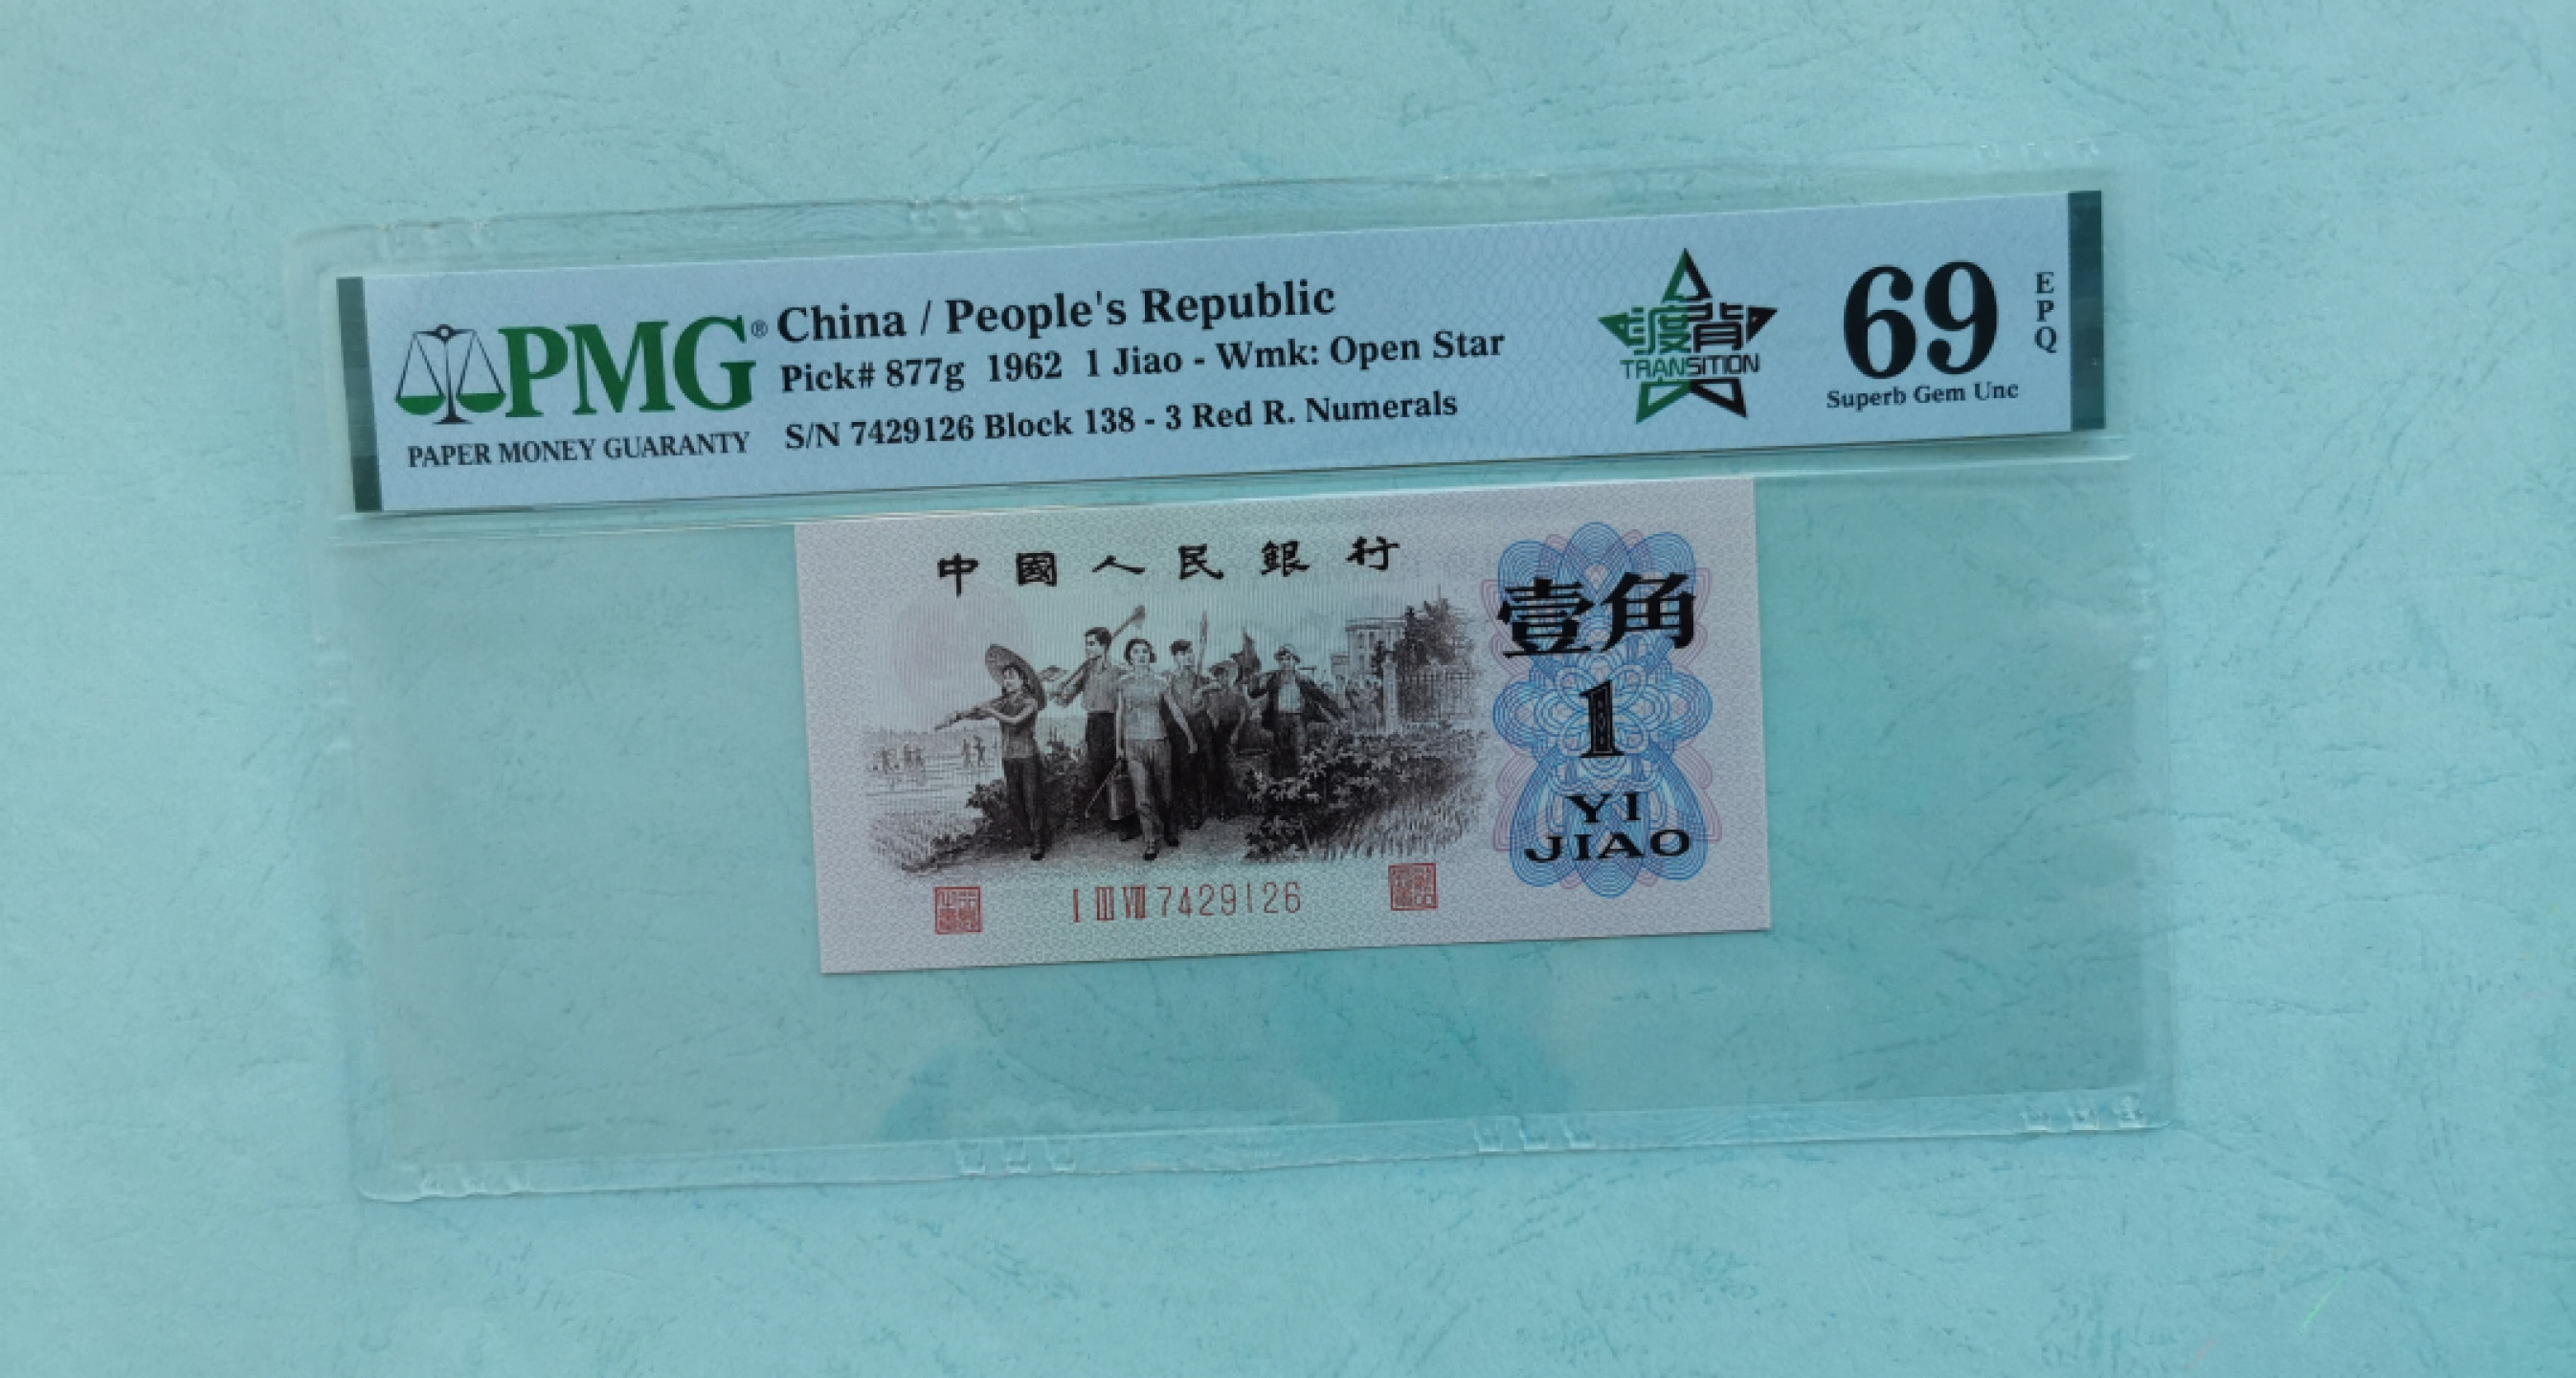 PMG®
PAPER MONEY GUARANTY
China / People's Republic
Pick# 877g 1962 1 Jiao - Wmk: Open Star
S/N 7429126 Block 138 - 3 Red R. Numerals
渡背
TRANSITION
69
EPQ
Superb Gem Unc
中國人民銀行
壹角
1
YI
JIAO
I III VIII 7429126